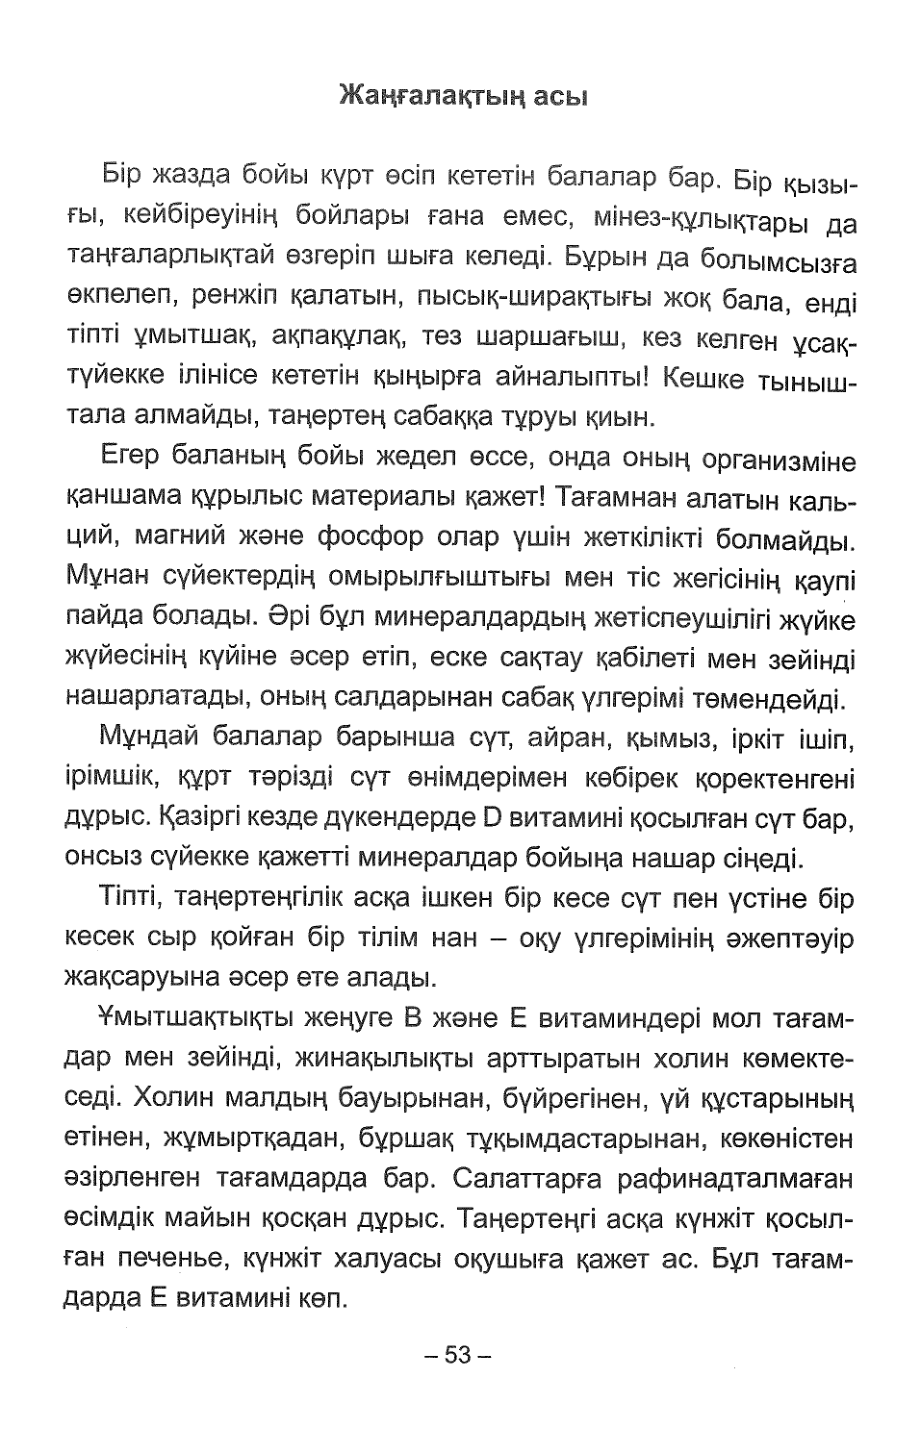 Жаңғалақтың асы
Бір жазда бойы күрт өсіп кететін балалар бар. Бір қызы-
ғы, кейбіреуінің бойлары ғана емес, мінез-құлықтары да
таңғаларлықтай өзгеріп шыға келеді. Бұрын да болымсызға
өкпелеп, ренжіп қалатын, пысық-ширақтығы жоқ бала, енді
тіпті ұмытшақ, ақпақұлақ, тез шаршағыш, кез келген ұсақ-
түйекке ілінісе кететін қыңырға айналыпты! Кешке тыныш-
тала алмайды, таңертең сабаққа тұруы қиын.
Егер баланың бойы жедел өссе, онда оның организміне
қаншама құрылыс материалы қажет! Тағамнан алатын каль-
ций, магний және фосфор олар үшін жеткілікті болмайды.
Мұнан сүйектердің омырылғыштығы мен тіс жегісінің қаупі
пайда болады. Әрі бұл минералдардың жетіспеушілігі жүйке
жүйесінің күйіне әсер етіп, еске сақтау қабілеті мен зейінді
нашарлатады, оның салдарынан сабақ үлгерімі төмендейді.
Мұндай балалар барынша сүт, айран, қымыз, іркіт ішіп,
ірімшік, құрт тәрізді сүт өнімдерімен көбірек қоректенгені
дұрыс. Қазіргі кезде дүкендерде D витамині қосылған сүт бар,
онсыз сүйекке қажетті минералдар бойыңа нашар сіңеді.
Тіпті, таңертеңгілік асқа ішкен бір кесе сүт пен үстіне бір
кесек сыр қойған бір тілім нан – оқу үлгерімінің әжептәуір
жақсаруына әсер ете алады.
Ұмытшақтықты жеңуге В және Е витаминдері мол тағам-
дар мен зейінді, жинақылықты арттыратын холин көмекте-
седі. Холин малдың бауырынан, бүйрегінен, үй құстарының
етінен, жұмыртқадан, бұршақ тұқымдастарынан, көкөністен
әзірленген тағамдарда бар. Салаттарға рафинадталмаған
өсімдік майын қосқан дұрыс. Таңертеңгі асқа күнжіт қосыл-
ған печенье, күнжіт халуасы оқушыға қажет ас. Бұл тағам-
дарда Е витамині көп.
– 53 –